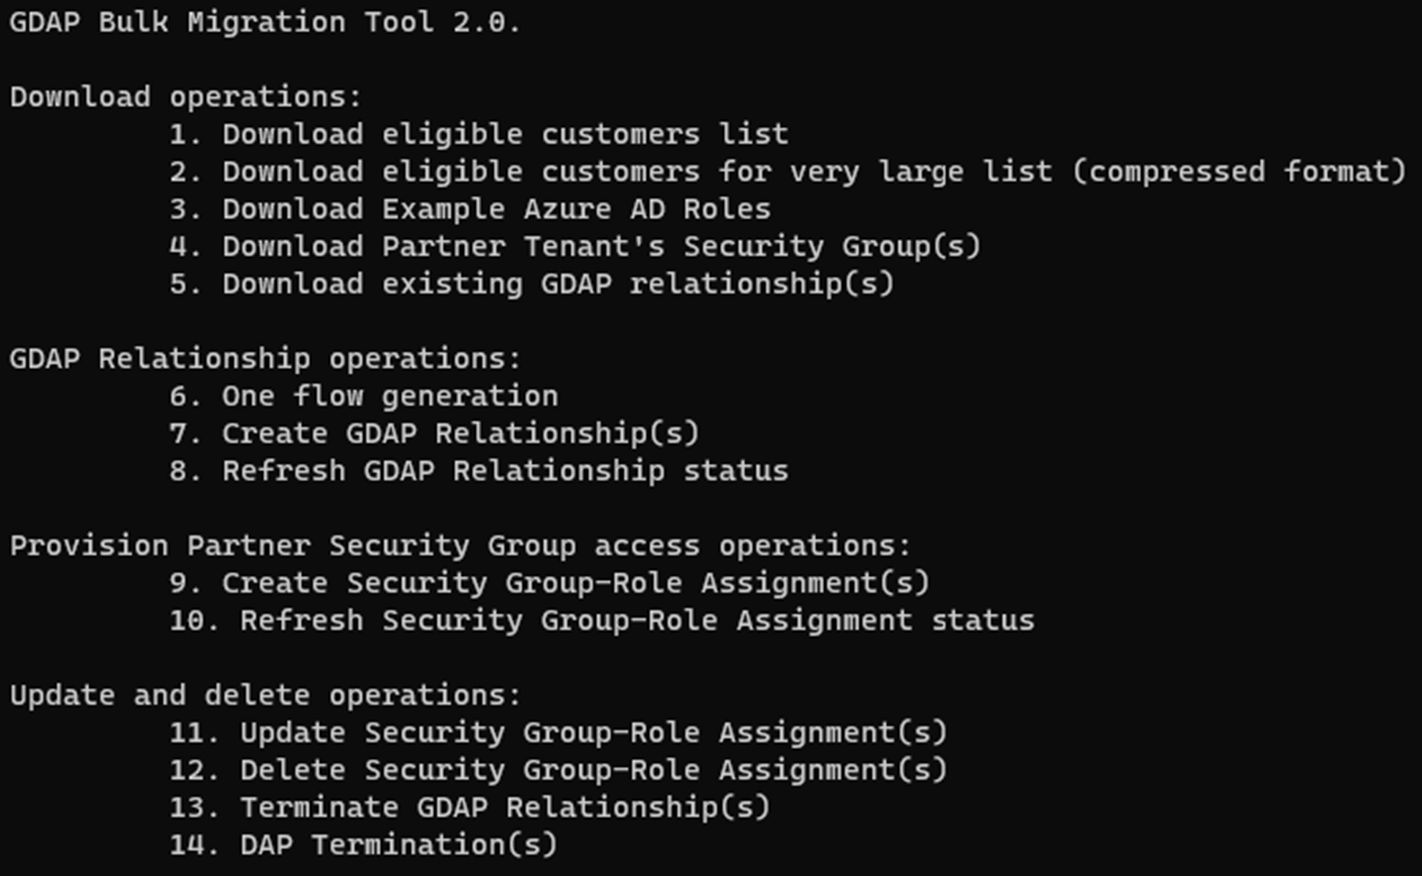 GDAP Bulk Migration Tool 2.0.
Download operations:
1. Download eligible customers list
2. Download eligible customers for very large list (compressed format)
3. Download Example Azure AD Roles
4. Download Partner Tenant's Security Group(s)
5. Download existing GDAP relationship(s)
GDAP Relationship operations:
6. One flow generation
7. Create GDAP Relationship(s)
8. Refresh GDAP Relationship status
Provision Partner Security Group access operations:
9. Create Security Group-Role Assignment(s)
10. Refresh Security Group-Role Assignment status
Update and delete operations:
11. Update Security Group-Role Assignment(s)
12. Delete Security Group-Role Assignment(s)
13. Terminate GDAP Relationship(s)
14. DAP Termination(s)